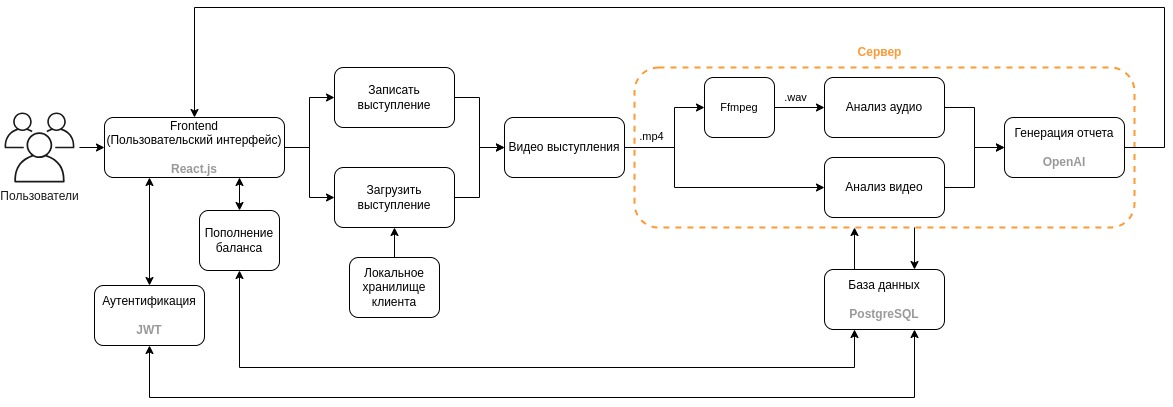 Сервер
Пользователи
Frontend
(Пользовательский интерфейс)
React.js
Записать
выступление
Загрузить
выступление
Локальное
хранилище
клиента
Пополнение
баланса
Аутентификация
JWT
Видео выступления
.mp4
Ffmpeg
.wav
Анализ аудио
Анализ видео
Генерация отчета
OpenAI
База данных
PostgreSQL